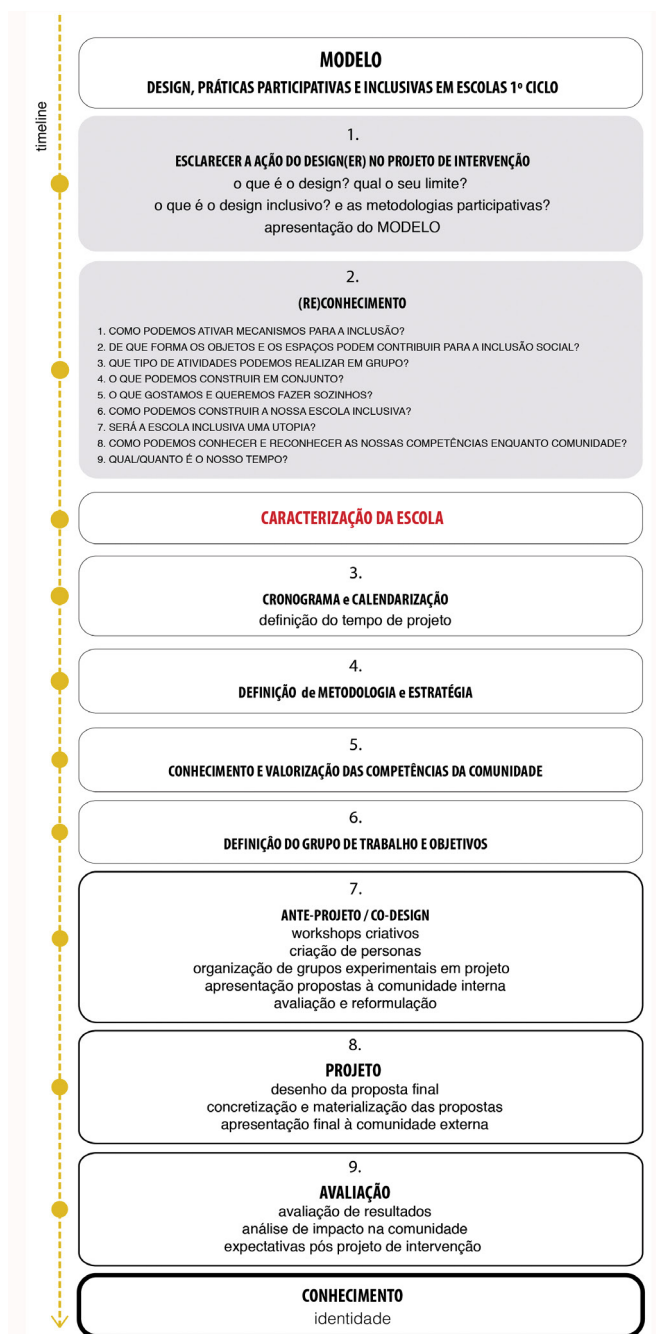 timeline
MODELO
DESIGN, PRÁTICAS PARTICIPATIVAS E INCLUSIVAS EM ESCOLAS 1º CICLO
1.
ESCLARECER A AÇÃO DO DESIGN(ER) NO PROJETO DE INTERVENÇÃO
o que é o design? qual o seu limite?
o que é o design inclusivo? e as metodologias participativas?
apresentação do MODELO
2.
(RE)CONHECIMENTO
1. COMO PODEMOS ATIVAR MECANISMOS PARA A INCLUSÃO?
2. DE QUE FORMA OS OBJETOS E OS ESPAÇOS PODEM CONTRIBUIR PARA A INCLUSÃO SOCIAL?
3. QUE TIPO DE ATIVIDADES PODEMOS REALIZAR EM GRUPO?
4. O QUE PODEMOS CONSTRUIR EM CONJUNTO?
5. O QUE GOSTAMOS E QUEREMOS FAZER SOZINHOS?
6. COMO PODEMOS CONSTRUIR A NOSSA ESCOLA INCLUSIVA?
7. SERÁ A ESCOLA INCLUSIVA UMA UTOPIA?
8. COMO PODEMOS CONHECER E RECONHECER AS NOSSAS COMPETÊNCIAS ENQUANTO COMUNIDADE?
9. QUAL/QUANTO É O NOSSO TEMPO?
CARACTERIZAÇÃO DA ESCOLA
3.
CRONOGRAMA e CALENDARIZAÇÃO
definição do tempo de projeto
4.
DEFINIÇÃO de METODOLOGIA e ESTRATÉGIA
5.
CONHECIMENTO E VALORIZAÇÃO DAS COMPETÊNCIAS DA COMUNIDADE
6.
DEFINIÇÂO DO GRUPO DE TRABALHO E OBJETIVOS
7.
ANTE-PROJETO / CO-DESIGN
workshops criativos
criação de personas
organização de grupos experimentais em projeto
apresentação propostas à comunidade interna
avaliação e reformulação
8.
PROJETO
desenho da proposta final
concretização e materialização das propostas
apresentação final à comunidade externa
9.
AVALIAÇÃO
avaliação de resultados
análise de impacto na comunidade
expectativas pós projeto de intervenção
CONHECIMENTO
identidade